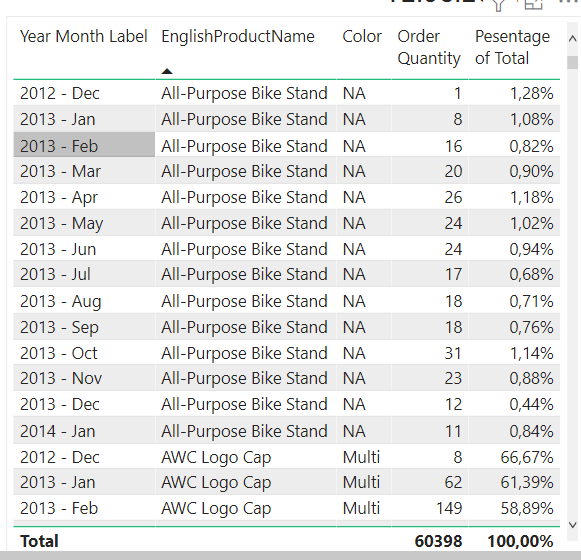 Year Month Label EnglishProductName Color Order Quantity Pesentage of Total
2012 - Dec All-Purpose Bike Stand NA 1 1,28%
2013 - Jan All-Purpose Bike Stand NA 8 1,08%
2013 - Feb All-Purpose Bike Stand NA 16 0,82%
2013 - Mar All-Purpose Bike Stand NA 20 0,90%
2013 - Apr All-Purpose Bike Stand NA 26 1,18%
2013 - May All-Purpose Bike Stand NA 24 1,02%
2013 - Jun All-Purpose Bike Stand NA 24 0,94%
2013 - Jul All-Purpose Bike Stand NA 17 0,68%
2013 - Aug All-Purpose Bike Stand NA 18 0,71%
2013 - Sep All-Purpose Bike Stand NA 18 0,76%
2013 - Oct All-Purpose Bike Stand NA 31 1,14%
2013 - Nov All-Purpose Bike Stand NA 23 0,88%
2013 - Dec All-Purpose Bike Stand NA 12 0,44%
2014 - Jan All-Purpose Bike Stand NA 11 0,84%
2012 - Dec AWC Logo Cap Multi 8 66,67%
2013 - Jan AWC Logo Cap Multi 62 61,39%
2013 - Feb AWC Logo Cap Multi 149 58,89%
Total 60398 100,00%